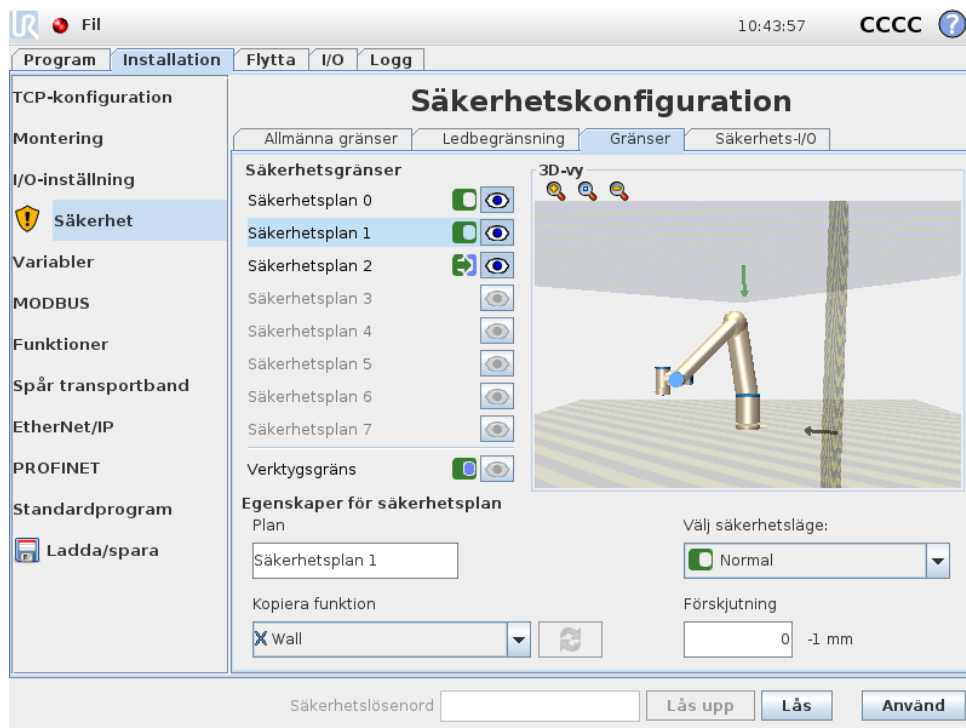 UR Fil 10:43:57 CCCC ?
Program Installation Flytta I/O Logg
TCP-konfiguration
Montering
I/O-inställning
Säkerhet
Variabler
MODBUS
Funktioner
Spår transportband
EtherNet/IP
PROFINET
Standardprogram
Ladda/spara
Säkerhetskonfiguration
Allmänna gränser Ledbegränsning Gränser Säkerhets-I/O
Säkerhetsgränser
Säkerhetsplan 0
Säkerhetsplan 1
Säkerhetsplan 2
Säkerhetsplan 3
Säkerhetsplan 4
Säkerhetsplan 5
Säkerhetsplan 6
Säkerhetsplan 7
Verktygsgräns
3D-vy
Egenskaper för säkerhetsplan
Plan
Säkerhetsplan 1
Välj säkerhetsläge:
Normal
Kopiera funktion
Wall
Förskjutning
0 -1 mm
Säkerhetslösenord Lås upp Lås Använd